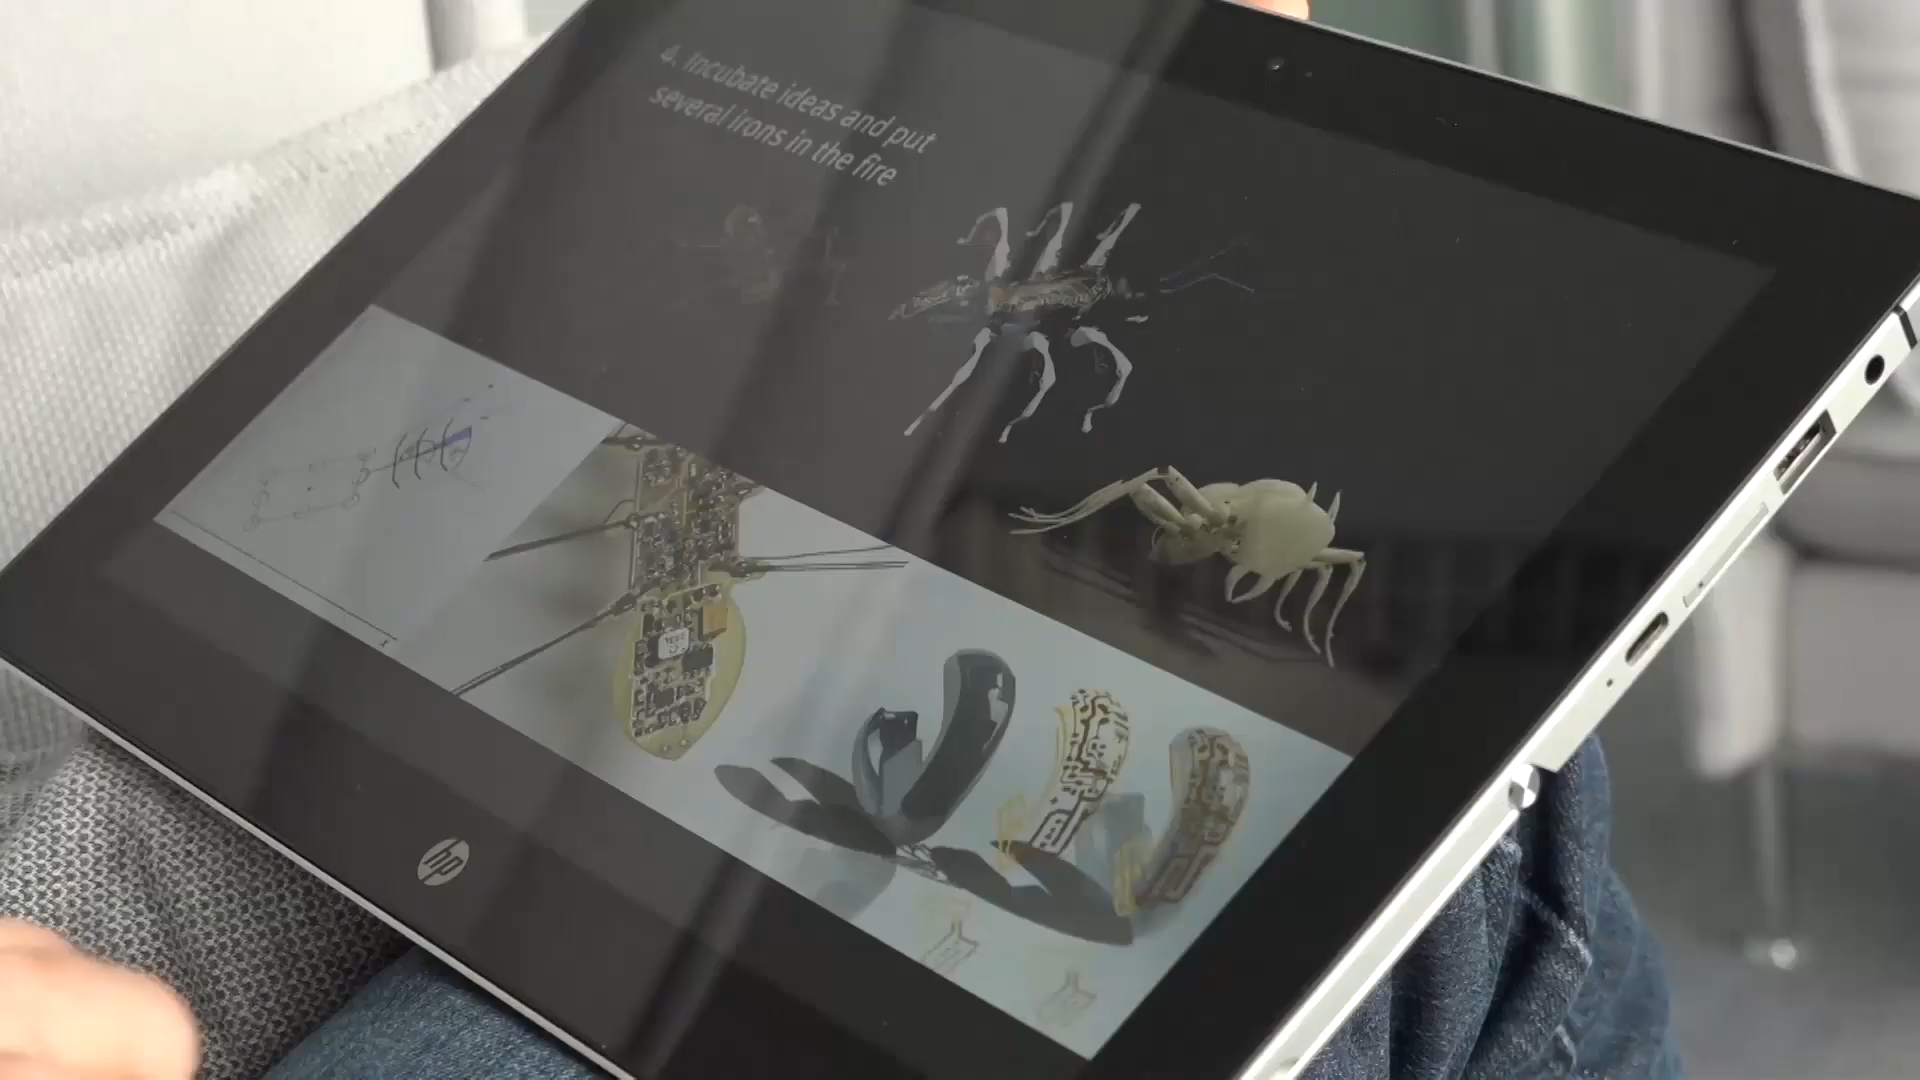 4. Incubate ideas and put
several irons in the fire
hp